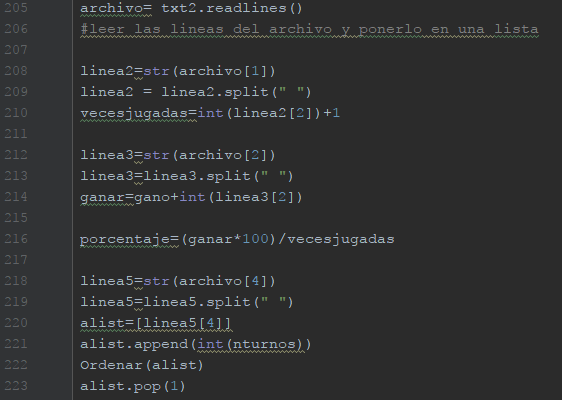 205 archivo= txt2.readlines()
206 #leer las lineas del archivo y ponerlo en una lista
207
208 linea2=str(archivo[1])
209 linea2 = linea2.split(" ")
210 vecesjugadas=int(linea2[2])+1
211
212 linea3=str(archivo[2])
213 linea3=linea3.split(" ")
214 ganar=gano+int(linea3[2])
215
216 porcentaje=(ganar*100)/vecesjugadas
217
218 linea5=str(archivo[4])
219 linea5=linea5.split(" ")
220 alist=[linea5[4]]
221 alist.append(int(nturnos))
222 Ordenar(alist)
223 alist.pop(1)